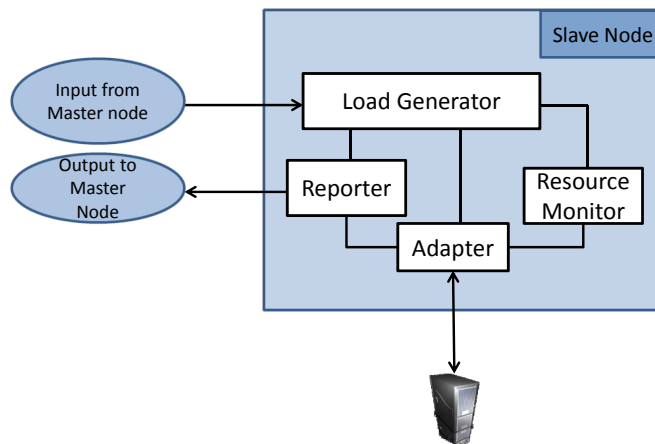 Slave Node
Input from
Master node
Load Generator
Output to
Master
Node
Reporter
Resource
Monitor
Adapter